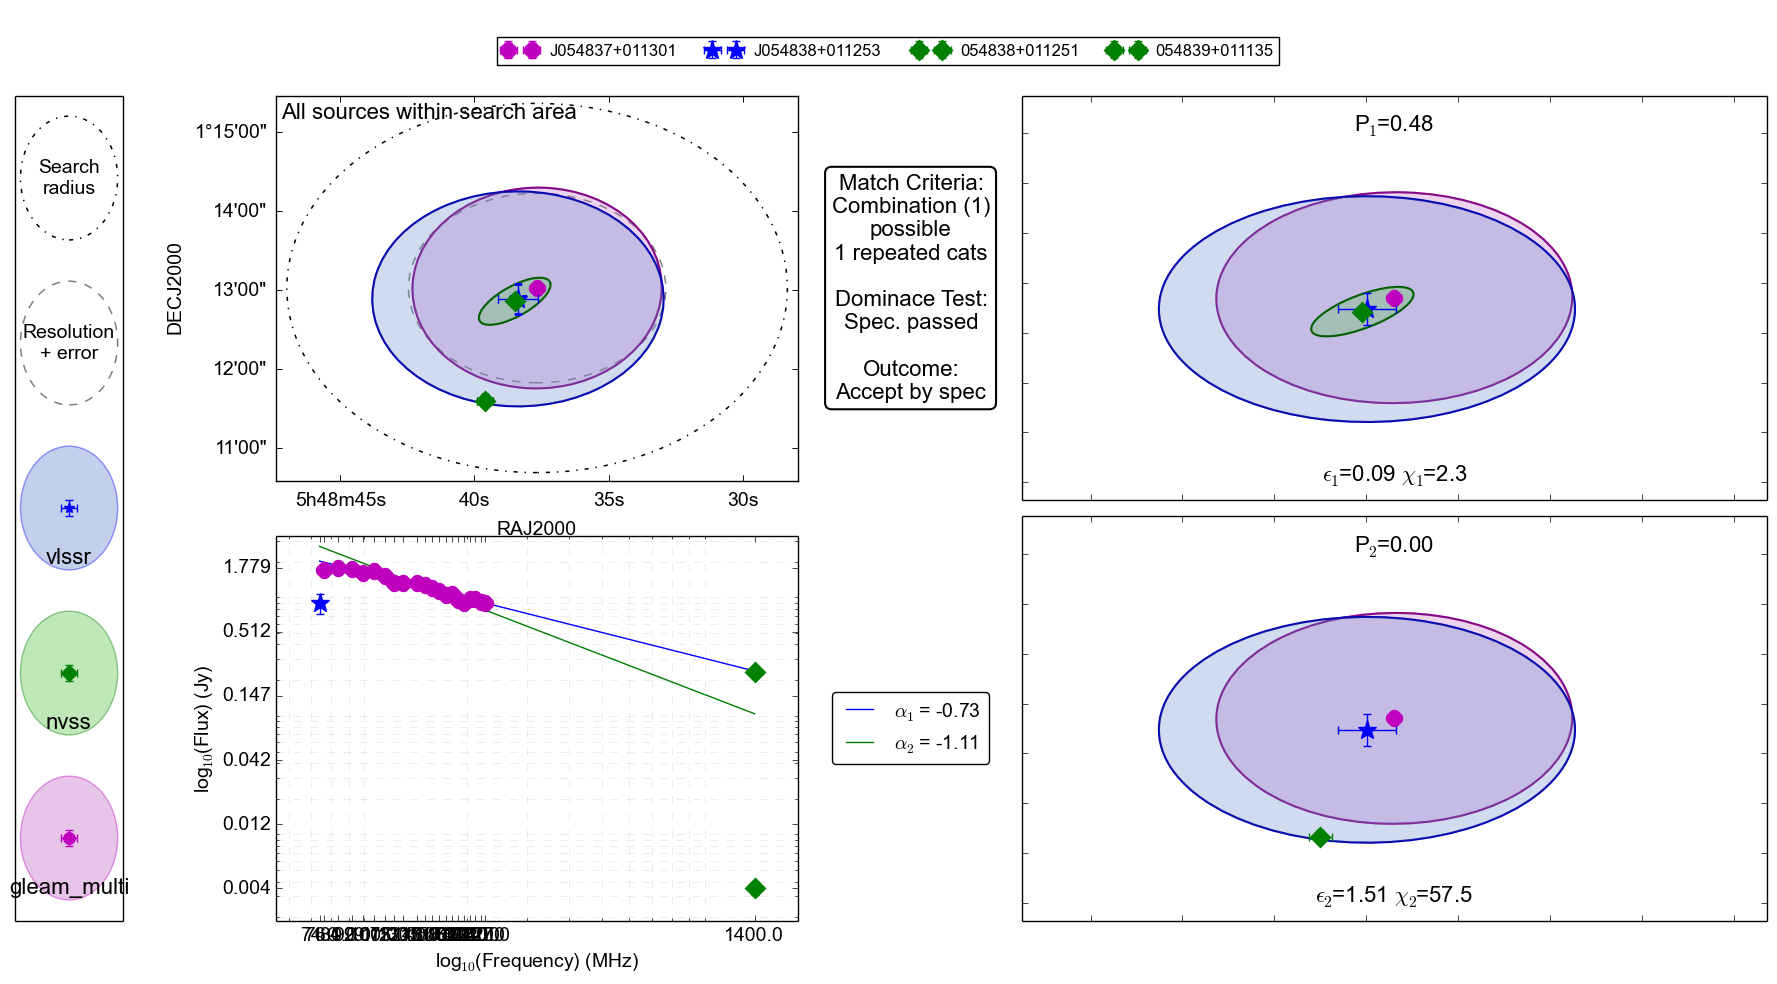 J054837+011301 J054838+011253 054838+011251 054839+011135
Search
radius
Resolution
+ error
vlssr
nvss
gleam_multi
All sources within search area
1°15'00"
14'00"
13'00"
12'00"
11'00"
DECJ2000
5h48m45s 40s 35s 30s
RAJ2000
Match Criteria:
Combination (1)
possible
1 repeated cats
Dominace Test:
Spec. passed
Outcome:
Accept by spec
P₁=0.48
ϵ₁=0.09 χ₁=2.3
1.779
0.512
0.147
0.042
0.012
0.004
log₁₀(Flux) (Jy)
1400.0
log₁₀(Frequency) (MHz)
α₁ = -0.73
α₂ = -1.11
P₂=0.00
ϵ₂=1.51 χ₂=57.5